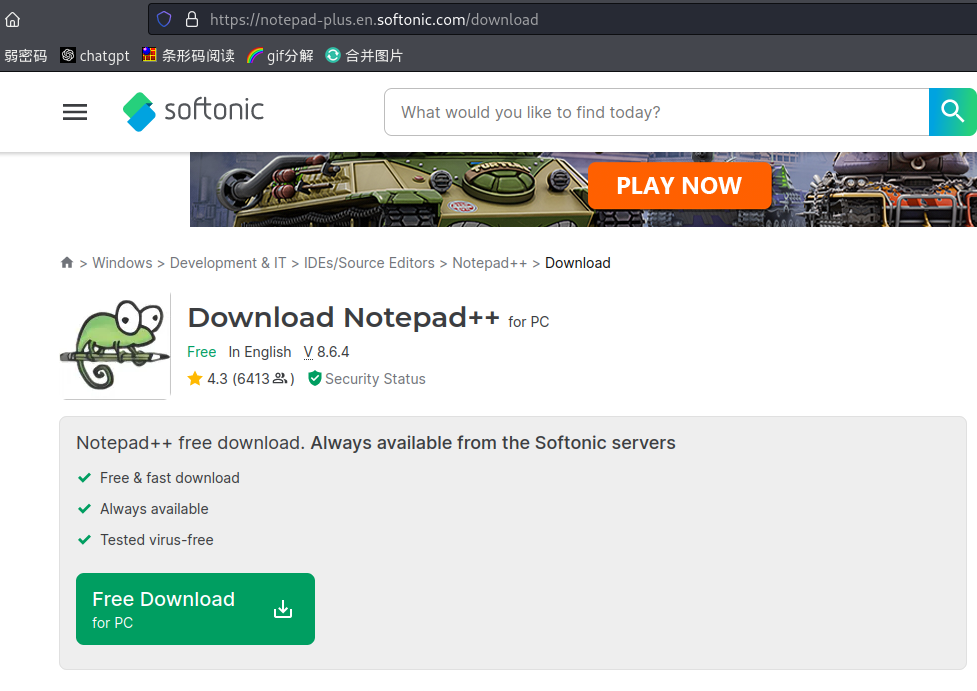 https://notepad-plus.en.softonic.com/download
弱密码 chatgpt 条形码阅读 gif分解 合并图片
softonic What would you like to find today?
PLAY NOW
> Windows > Development & IT > IDEs/Source Editors > Notepad++ > Download
Download Notepad++ for PC
Free In English V 8.6.4
4.3 (6413) Security Status
Notepad++ free download. Always available from the Softonic servers
Free & fast download
Always available
Tested virus-free
Free Download
for PC